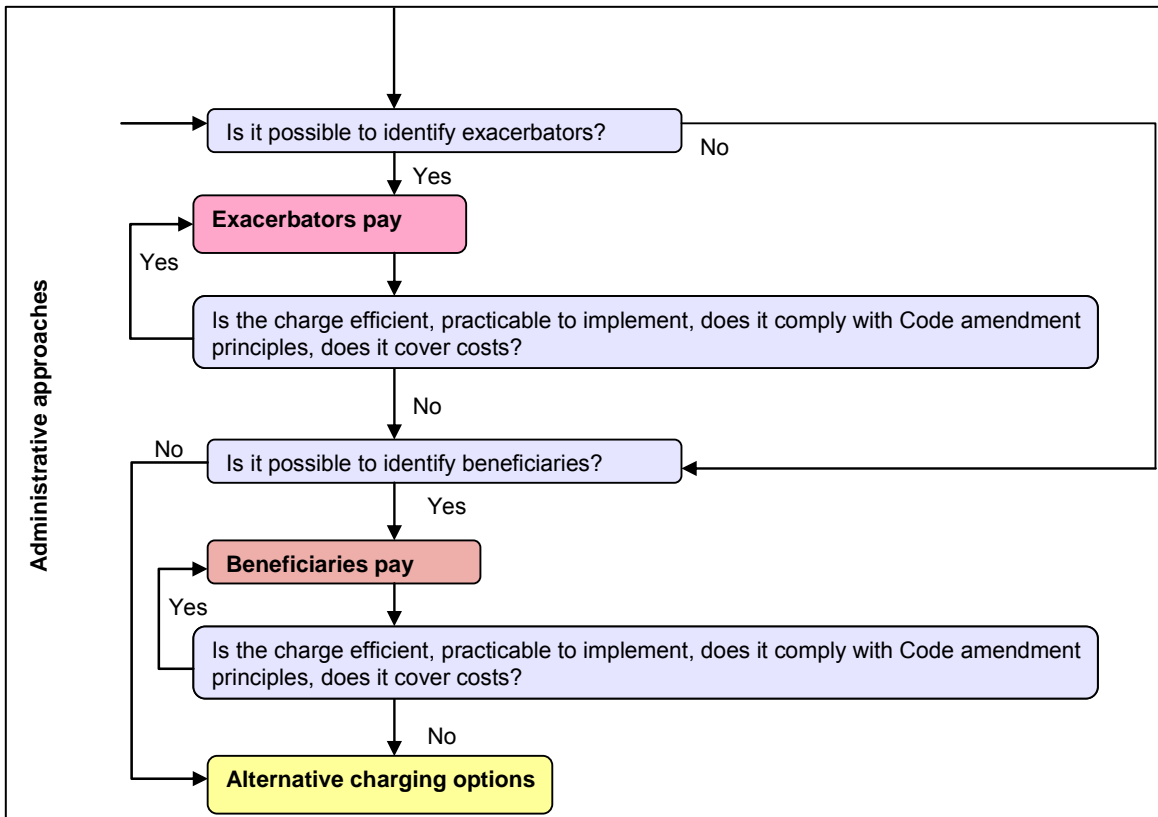 Administrative approaches
Is it possible to identify exacerbators?
No
Yes
Exacerbators pay
Yes
Is the charge efficient, practicable to implement, does it comply with Code amendment
principles, does it cover costs?
No
No
Is it possible to identify beneficiaries?
Yes
Beneficiaries pay
Yes
Is the charge efficient, practicable to implement, does it comply with Code amendment
principles, does it cover costs?
No
Alternative charging options